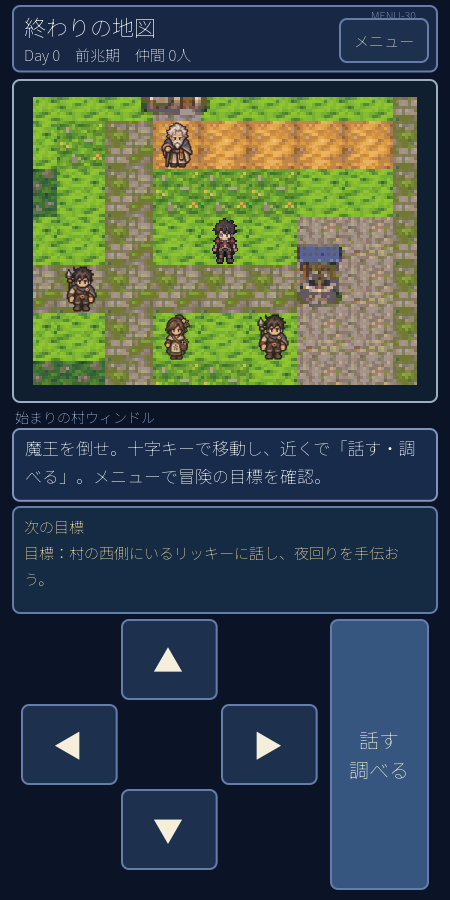 終わりの地図
Day 0　前兆期　仲間 0人
MENU-30
メニュー
始まりの村ウィンドル
魔王を倒せ。十字キーで移動し、近くで「話す・調
べる」。メニューで冒険の目標を確認。
次の目標
目標：村の西側にいるリッキーに話し、夜回りを手伝お
う。
▲
◀
▶
▼
話す
調べる